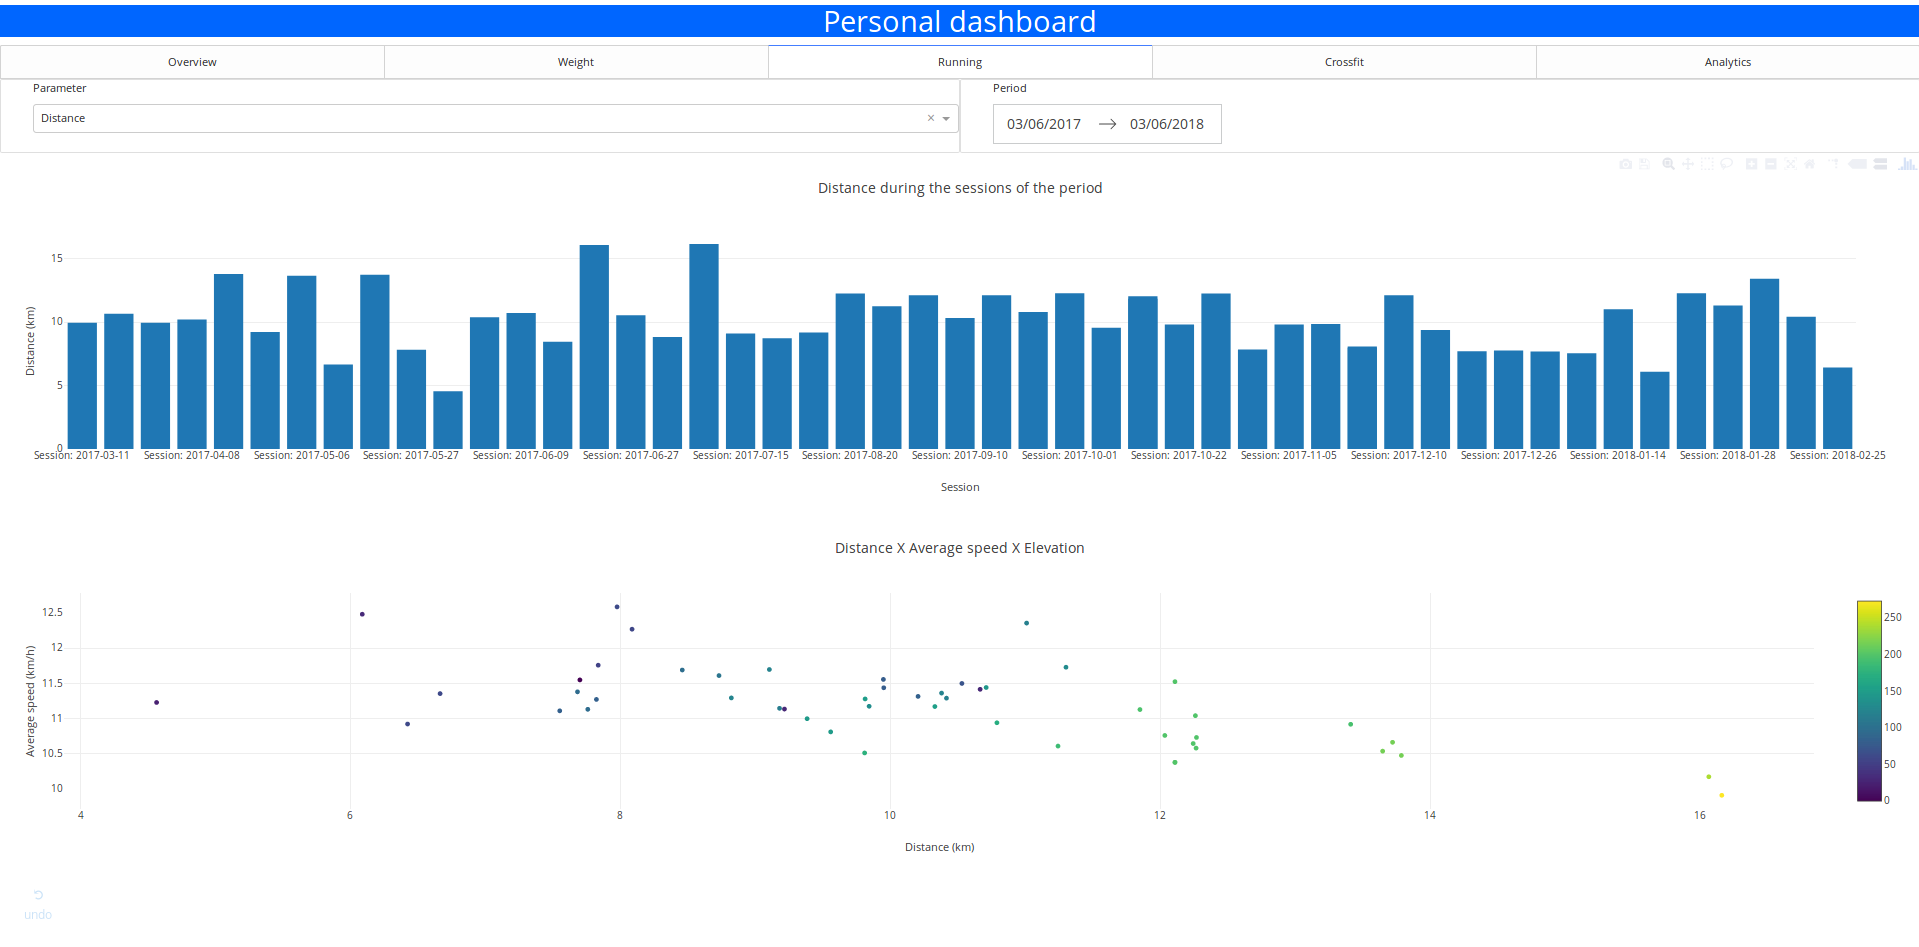 Personal dashboard
Overview Weight Running Crossfit Analytics
Parameter Period
Distance × 03/06/2017 → 03/06/2018
Distance during the sessions of the period
15
10
5
0
Distance (km)
Session: 2017-03-11 Session: 2017-04-08 Session: 2017-05-06 Session: 2017-05-27 Session: 2017-06-09 Session: 2017-06-27 Session: 2017-07-15 Session: 2017-08-20 Session: 2017-09-10 Session: 2017-10-01 Session: 2017-10-22 Session: 2017-11-05 Session: 2017-12-10 Session: 2017-12-26 Session: 2018-01-14 Session: 2018-01-28 Session: 2018-02-25
Session
Distance X Average speed X Elevation
12.5
12
11.5
11
10.5
10
Average speed (km/h)
250
200
150
100
50
0
4 6 8 10 12 14 16
Distance (km)
undo